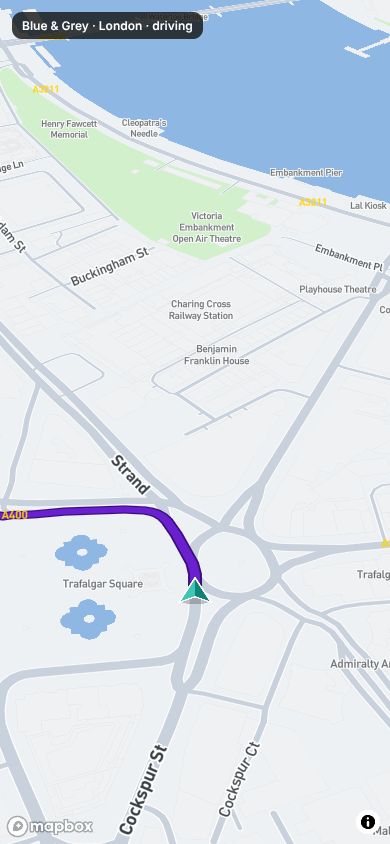 Blue & Grey · London · driving
A3211
Henry Fawcett
Memorial
Cleopatra's
Needle
Embankment Pier
A3211
Lal Kiosk
Victoria
Embankment
Open Air Theatre
Buckingham St
Embankment Pl
Playhouse Theatre
Charing Cross
Railway Station
Benjamin
Franklin House
Strand
A400
Trafalgar Square
Trafalg
Admiralty Ar
Cockspur St
Cockspur Ct
mapbox
Mal